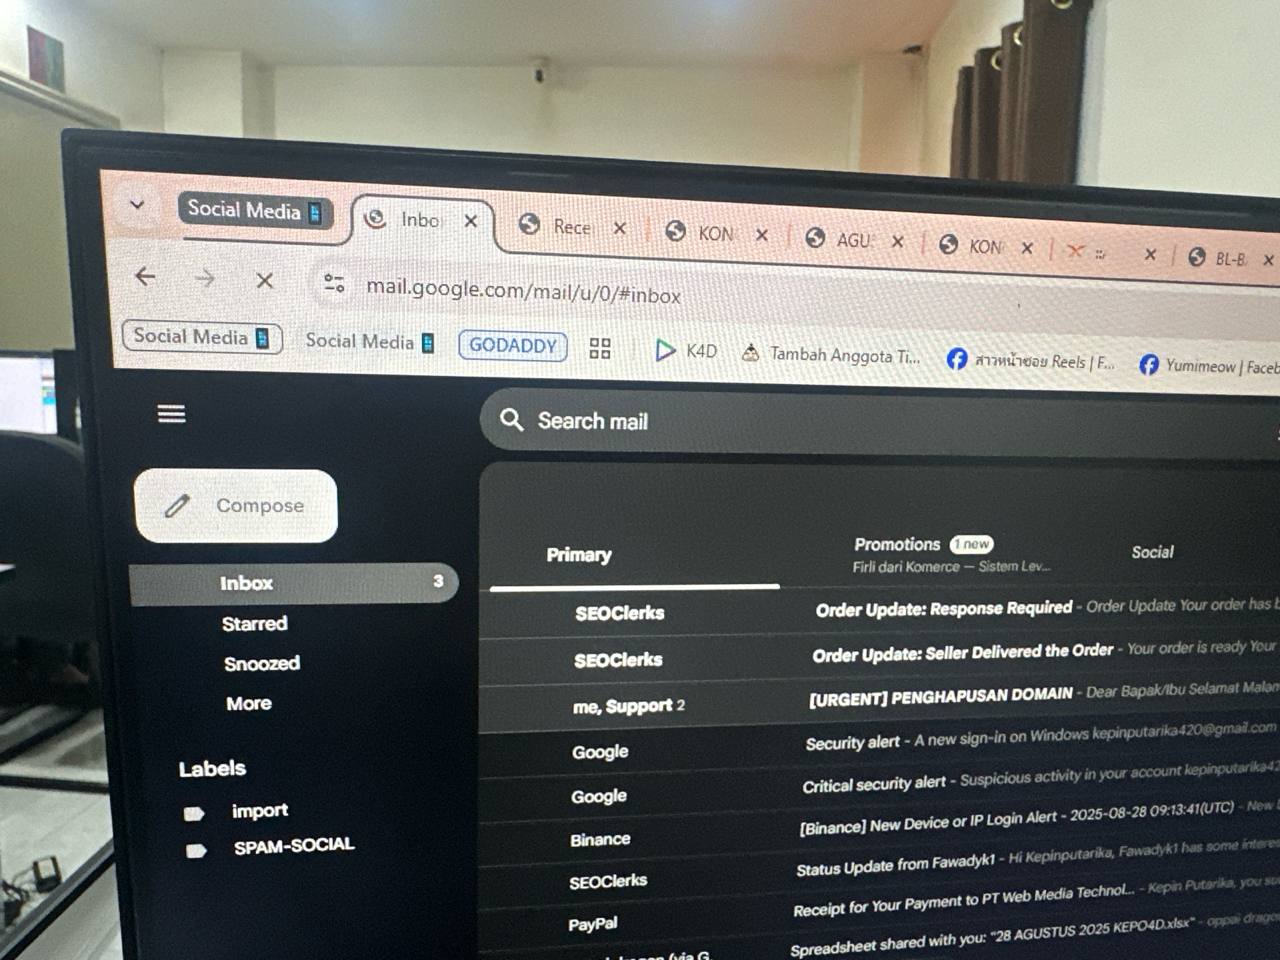 Social Media
Inbo
Rece
KON
AGU
KON
BL-B
mail.google.com/mail/u/0/#inbox
Social Media
Social Media
GODADDY
K4D
Tambah Anggota Ti...
สาวหน้าซอย Reels | F...
Yumimeow | Faceb
Search mail
Compose
Primary
Promotions 1 new
Firli dari Komerce — Sistem Lev...
Social
Inbox 3
Starred
Snoozed
More
Labels
import
SPAM-SOCIAL
SEOClerks Order Update: Response Required - Order Update Your order has
SEOClerks Order Update: Seller Delivered the Order - Your order is ready Your
me, Support 2 [URGENT] PENGHAPUSAN DOMAIN - Dear Bapak/Ibu Selamat Malam
Google Security alert - A new sign-in on Windows kepinputarika420@gmail.com
Google Critical security alert - Suspicious activity in your account kepinputarika42
Binance [Binance] New Device or IP Login Alert - 2025-08-28 09:13:41(UTC) - New
SEOClerks Status Update from Fawadyk1 - Hi Kepinputarika, Fawadyk1 has some interes
PayPal Receipt for Your Payment to PT Web Media Technol... - Kepin Putarika, you
(via G. Spreadsheet shared with you: "28 AGUSTUS 2025 KEPO4D.xlsx" - oppai